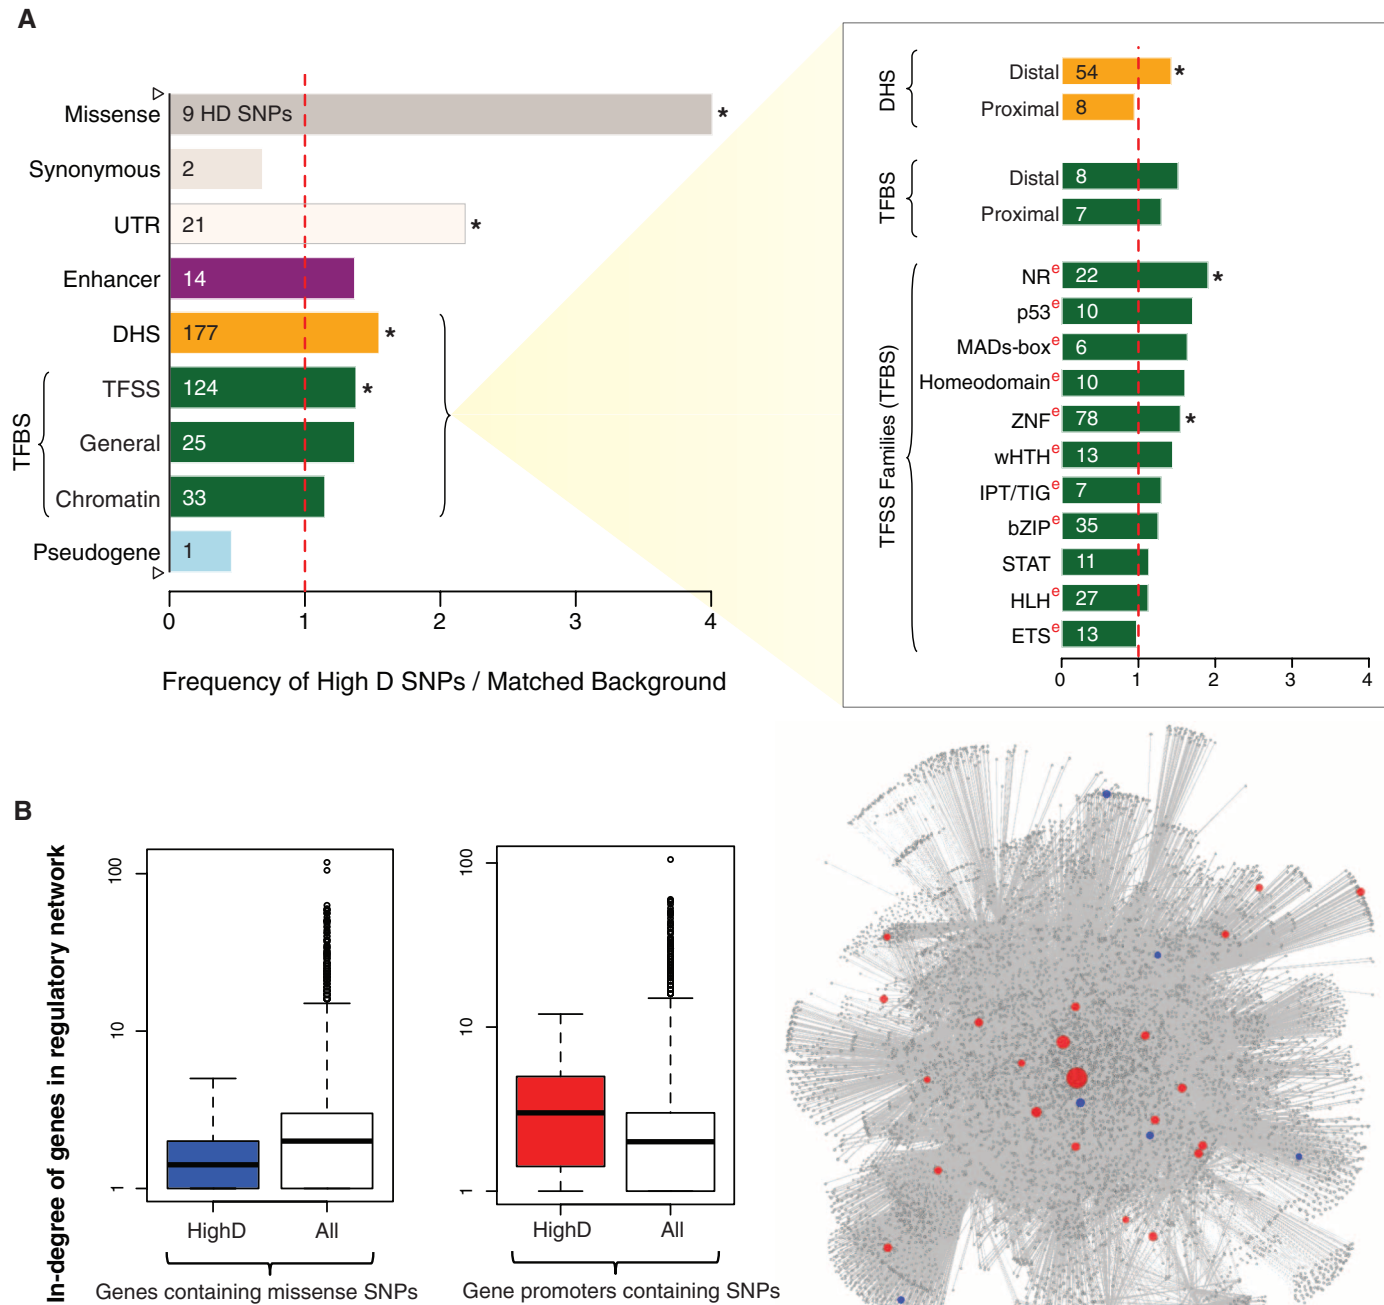 A
Missense 9 HD SNPs *
Synonymous 2
UTR 21 *
Enhancer 14
DHS 177 *
TFSS 124 *
General 25
Chromatin 33
TFBS
Pseudogene 1
0 1 2 3 4
Frequency of High D SNPs / Matched Background
DHS
Distal 54 *
Proximal 8
TFBS
Distal 8
Proximal 7
TFSS Families (TFBS)
NRe 22 *
p53e 10
MADs-boxe 6
Homeodomaine 10
ZNFe 78 *
wHTHe 13
IPT/TIGe 7
bZIPe 35
STAT 11
HLHe 27
ETSe 13
0 1 2 3 4
B
In-degree of genes in regulatory network
100
10
1
HighD All
Genes containing missense SNPs
100
10
1
HighD All
Gene promoters containing SNPs